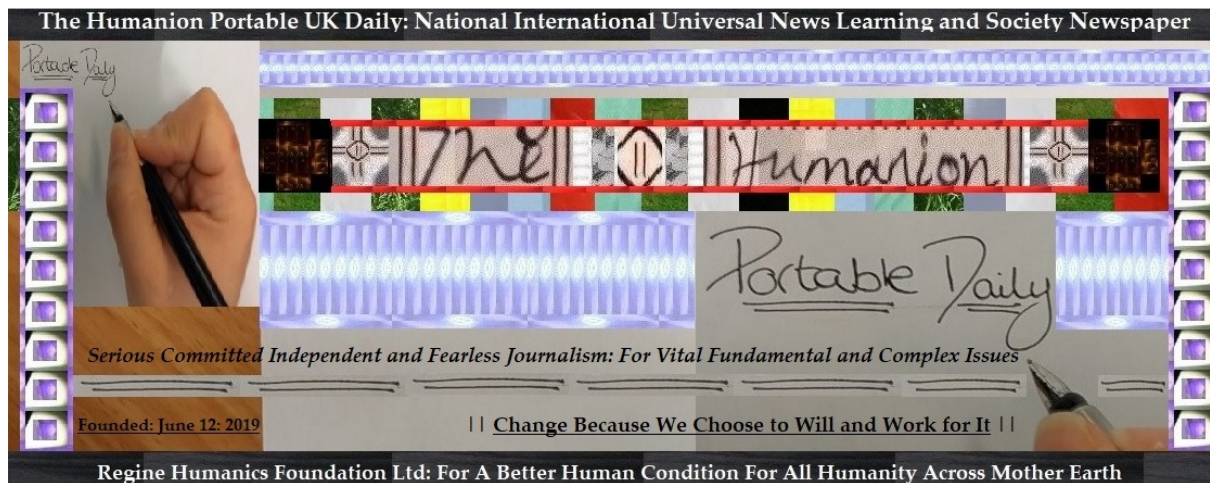 The Humanion Portable UK Daily: National International Universal News Learning and Society Newspaper
Portable Daily
The Humanion
Portable Daily
Serious Committed Independent and Fearless Journalism: For Vital Fundamental and Complex Issues
Founded: June 12: 2019
|| Change Because We Choose to Will and Work for It ||
Regine Humanics Foundation Ltd: For A Better Human Condition For All Humanity Across Mother Earth